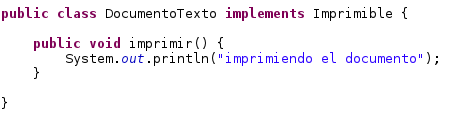 public class DocumentoTexto implements Imprimible {
public void imprimir() {
System.out.println("imprimiendo el documento");
}
}